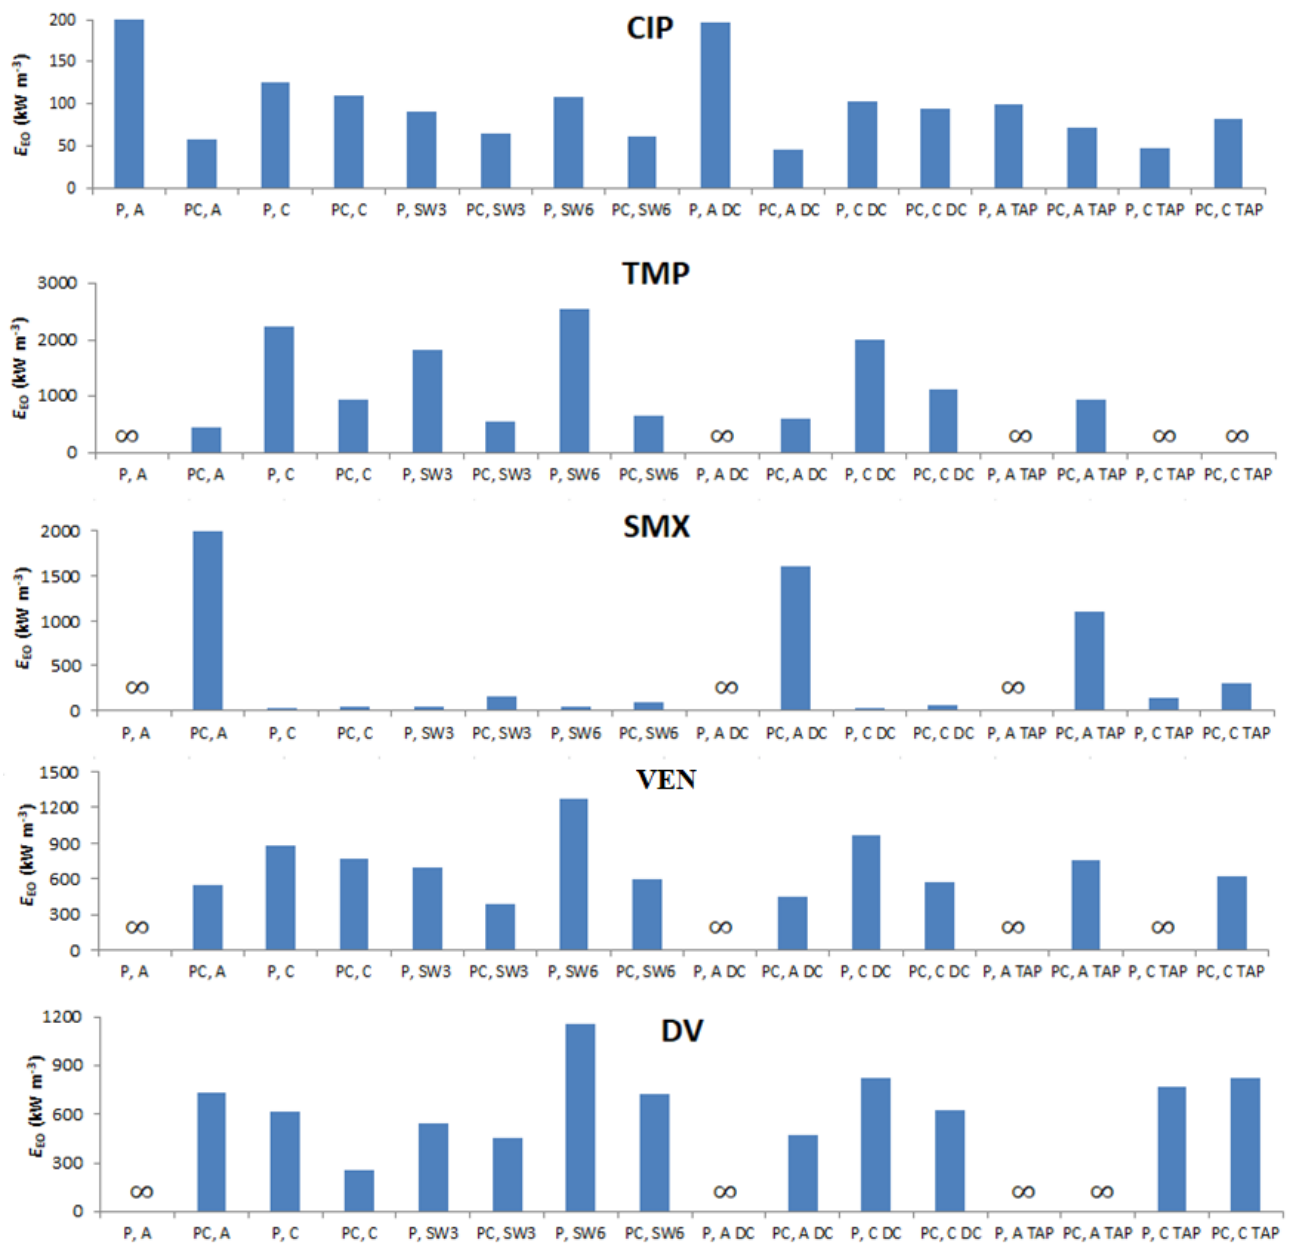 CIP
E_EO (kW m⁻³)
200
150
100
50
0
P, A PC, A P, C PC, C P, SW3 PC, SW3 P, SW6 PC, SW6 P, A DC PC, A DC P, C DC PC, C DC P, A TAP PC, A TAP P, C TAP PC, C TAP
TMP
E_EO (kW m⁻³)
3000
2000
1000
0
∞ ∞ ∞ ∞ ∞
P, A PC, A P, C PC, C P, SW3 PC, SW3 P, SW6 PC, SW6 P, A DC PC, A DC P, C DC PC, C DC P, A TAP PC, A TAP P, C TAP PC, C TAP
SMX
E_EO (kW m⁻³)
2000
1500
1000
500
0
∞ ∞ ∞
P, A PC, A P, C PC, C P, SW3 PC, SW3 P, SW6 PC, SW6 P, A DC PC, A DC P, C DC PC, C DC P, A TAP PC, A TAP P, C TAP PC, C TAP
VEN
E_EO (kW m⁻³)
1500
1200
900
600
300
0
∞ ∞ ∞ ∞
P, A PC, A P, C PC, C P, SW3 PC, SW3 P, SW6 PC, SW6 P, A DC PC, A DC P, C DC PC, C DC P, A TAP PC, A TAP P, C TAP PC, C TAP
DV
E_EO (kW m⁻³)
1200
900
600
300
0
∞ ∞ ∞ ∞
P, A PC, A P, C PC, C P, SW3 PC, SW3 P, SW6 PC, SW6 P, A DC PC, A DC P, C DC PC, C DC P, A TAP PC, A TAP P, C TAP PC, C TAP